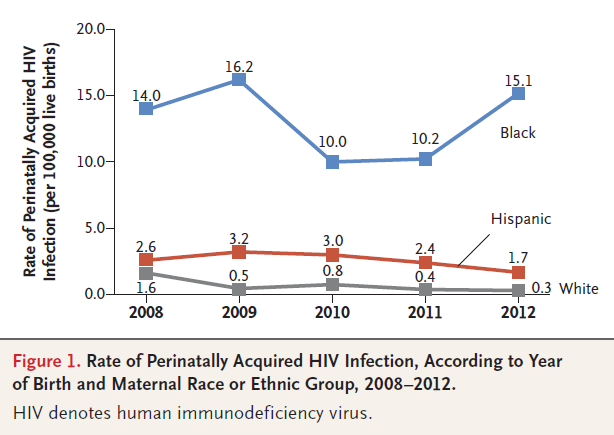 Rate of Perinatally Acquired HIV
Infection (per 100,000 live births)
20.0
15.0
10.0
5.0
0.0
14.0
16.2
10.0
10.2
15.1
Black
Hispanic
2.6
3.2
3.0
2.4
1.7
1.6
0.5
0.8
0.4
0.3 White
2008 2009 2010 2011 2012
Figure 1. Rate of Perinatally Acquired HIV Infection, According to Year
of Birth and Maternal Race or Ethnic Group, 2008–2012.
HIV denotes human immunodeficiency virus.